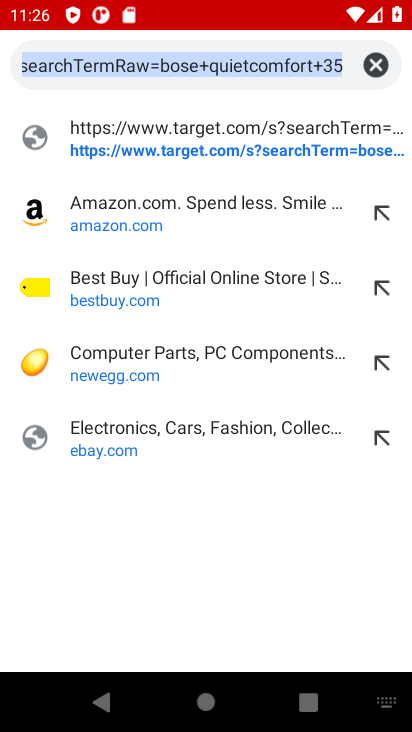 11:26
searchTermRaw=bose+quietcomfort+35
https://www.target.com/s?searchTerm=...
https://www.target.com/s?searchTerm=bose...
Amazon.com. Spend less. Smile ...
amazon.com
Best Buy | Official Online Store | S...
bestbuy.com
Computer Parts, PC Components...
newegg.com
Electronics, Cars, Fashion, Collec...
ebay.com